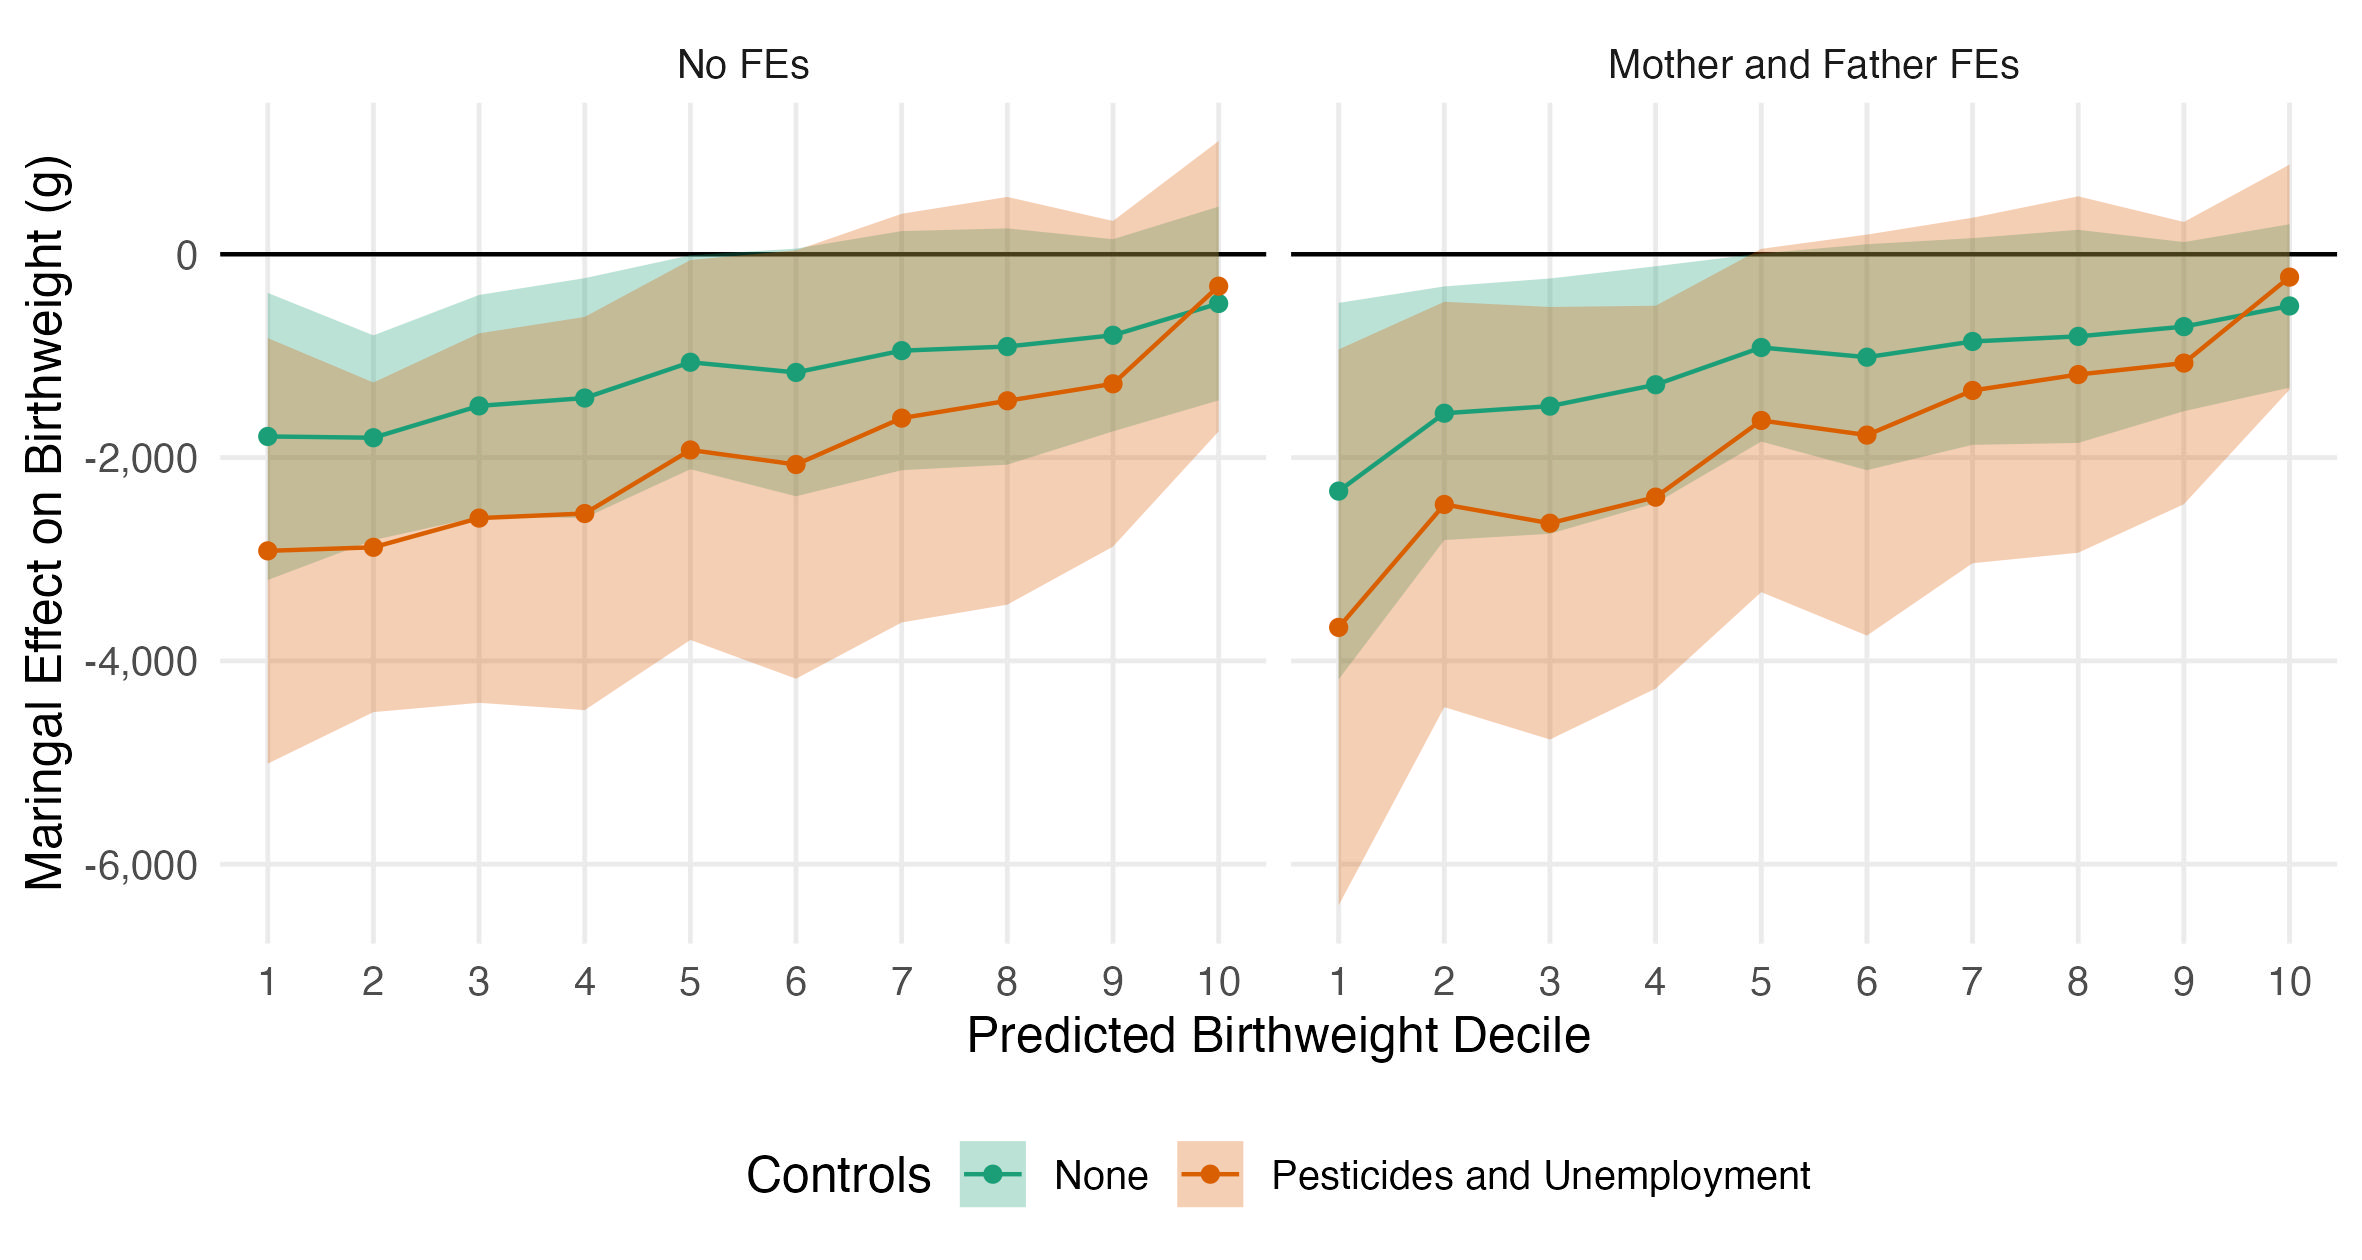 No FEs
Mother and Father FEs
Maringal Effect on Birthweight (g)
0
-2,000
-4,000
-6,000
1 2 3 4 5 6 7 8 9 10
1 2 3 4 5 6 7 8 9 10
Predicted Birthweight Decile
Controls None Pesticides and Unemployment